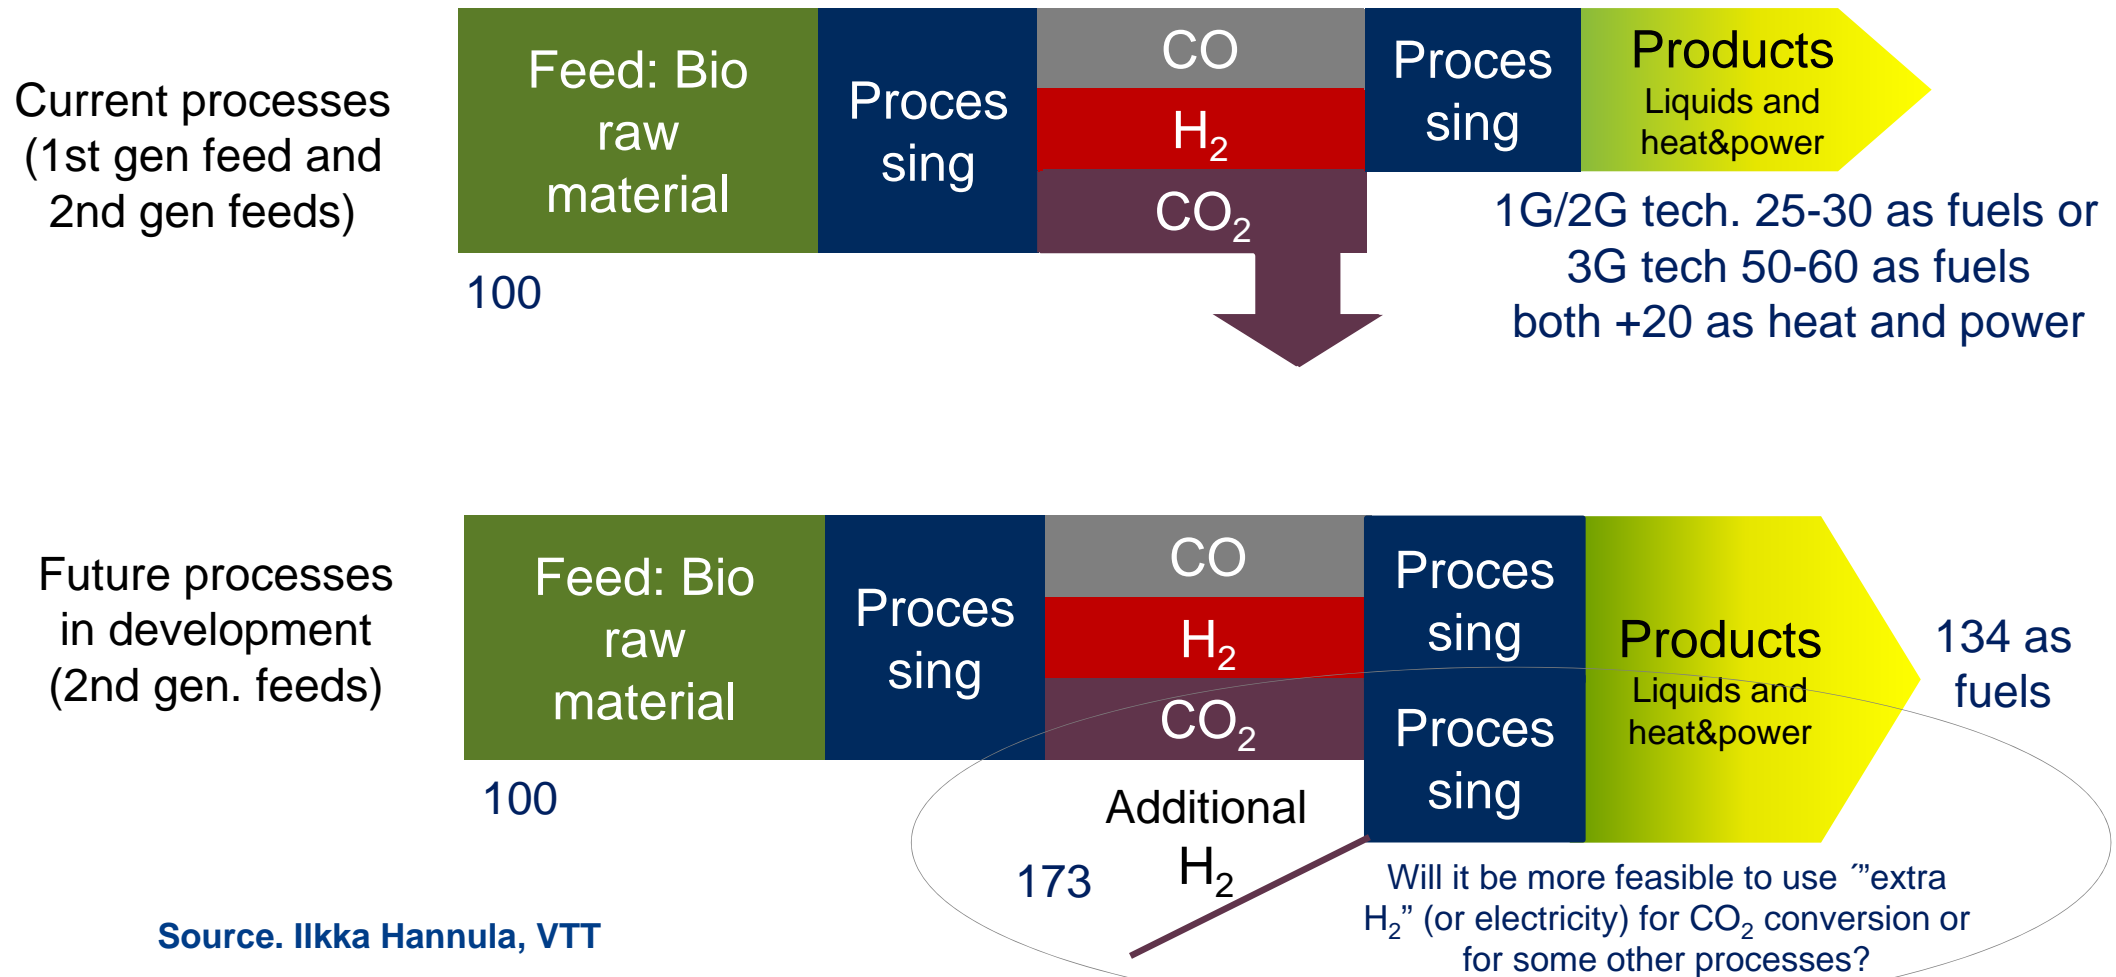 Current processes
(1st gen feed and
2nd gen feeds)
Feed: Bio
raw
material
100
Proces
sing
CO
H₂
CO₂
Proces
sing
Products
Liquids and
heat&power
1G/2G tech. 25-30 as fuels or
3G tech 50-60 as fuels
both +20 as heat and power
Future processes
in development
(2nd gen. feeds)
Feed: Bio
raw
material
100
Proces
sing
CO
H₂
CO₂
Additional
H₂
173
Proces
sing
Proces
sing
Products
Liquids and
heat&power
134 as
fuels
Will it be more feasible to use ´”extra
H₂” (or electricity) for CO₂ conversion or
for some other processes?
Source. Ilkka Hannula, VTT